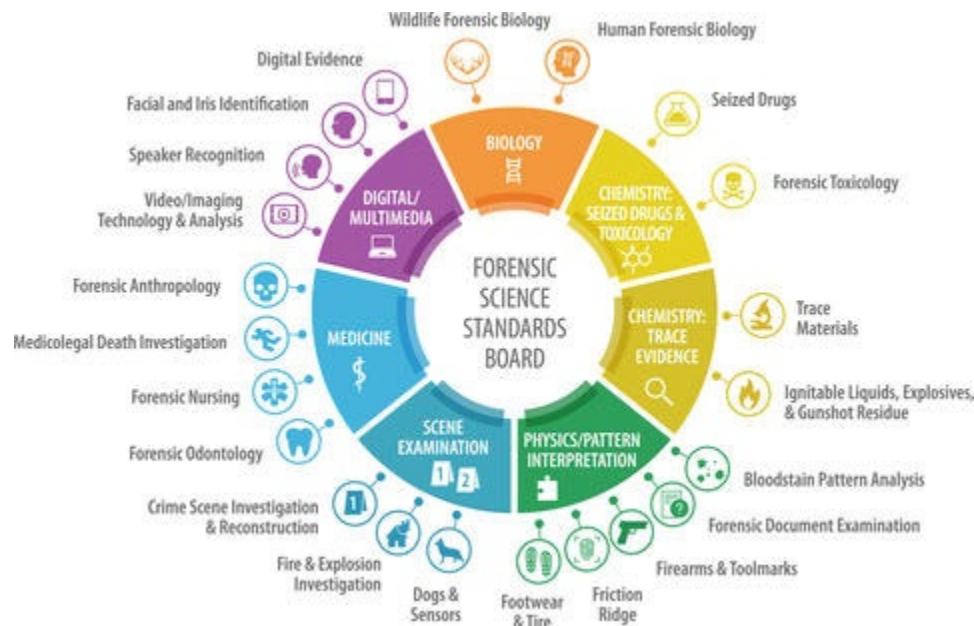 Wildlife Forensic Biology
Human Forensic Biology
Digital Evidence
Facial and Iris Identification
Speaker Recognition
Video/Imaging
Technology & Analysis
Seized Drugs
Forensic Toxicology
BIOLOGY
DIGITAL/
MULTIMEDIA
CHEMISTRY:
SEIZED DRUGS &
TOXICOLOGY
FORENSIC
SCIENCE
STANDARDS
BOARD
Forensic Anthropology
Medicolegal Death Investigation
Forensic Nursing
Forensic Odontology
MEDICINE
CHEMISTRY:
TRACE
EVIDENCE
Trace
Materials
Ignitable Liquids, Explosives,
& Gunshot Residue
SCENE
EXAMINATION
1 2
PHYSICS/PATTERN
INTERPRETATION
Crime Scene Investigation
& Reconstruction
1
Fire & Explosion
Investigation
Dogs &
Sensors
Footwear
& Tire
Friction
Ridge
Firearms & Toolmarks
Forensic Document Examination
?
Bloodstain Pattern Analysis